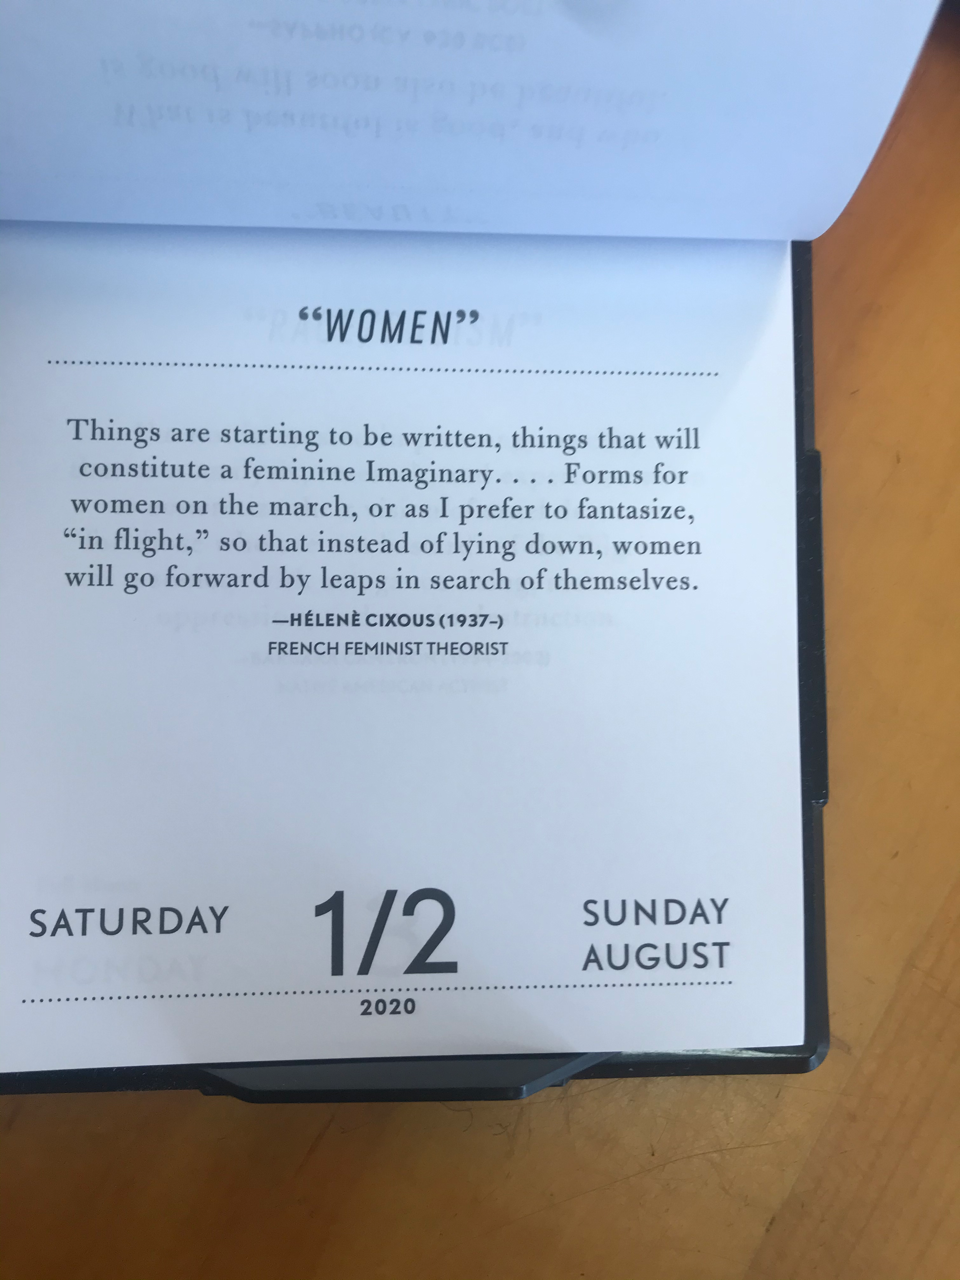 "WOMEN"
Things are starting to be written, things that will
constitute a feminine Imaginary. . . . Forms for
women on the march, or as I prefer to fantasize,
“in flight,” so that instead of lying down, women
will go forward by leaps in search of themselves.
—HÉLENÈ CIXOUS (1937–)
FRENCH FEMINIST THEORIST
SATURDAY
1/2
SUNDAY
AUGUST
2020